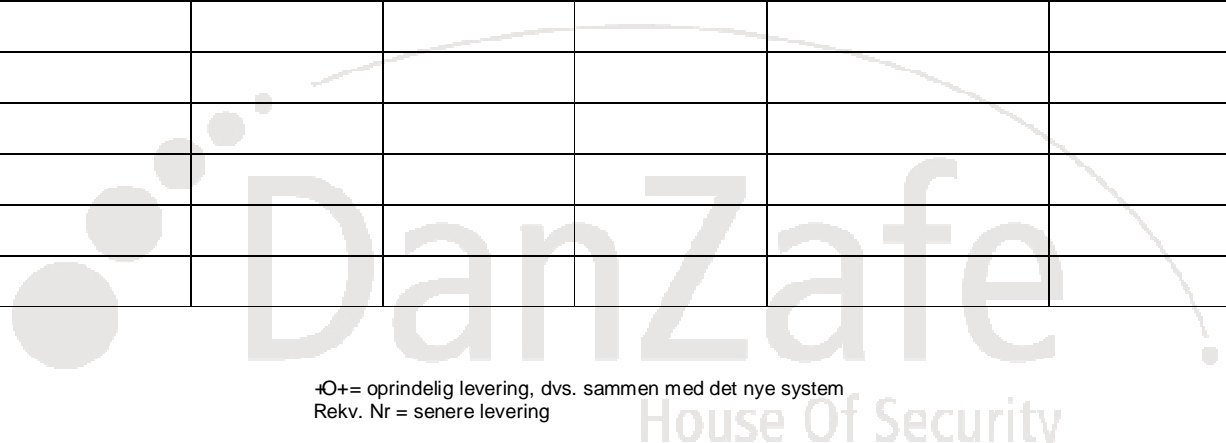 DanZafe
+O+= oprindelig levering, dvs. sammen med det nye system
Rekv. Nr = senere levering
House Of Security